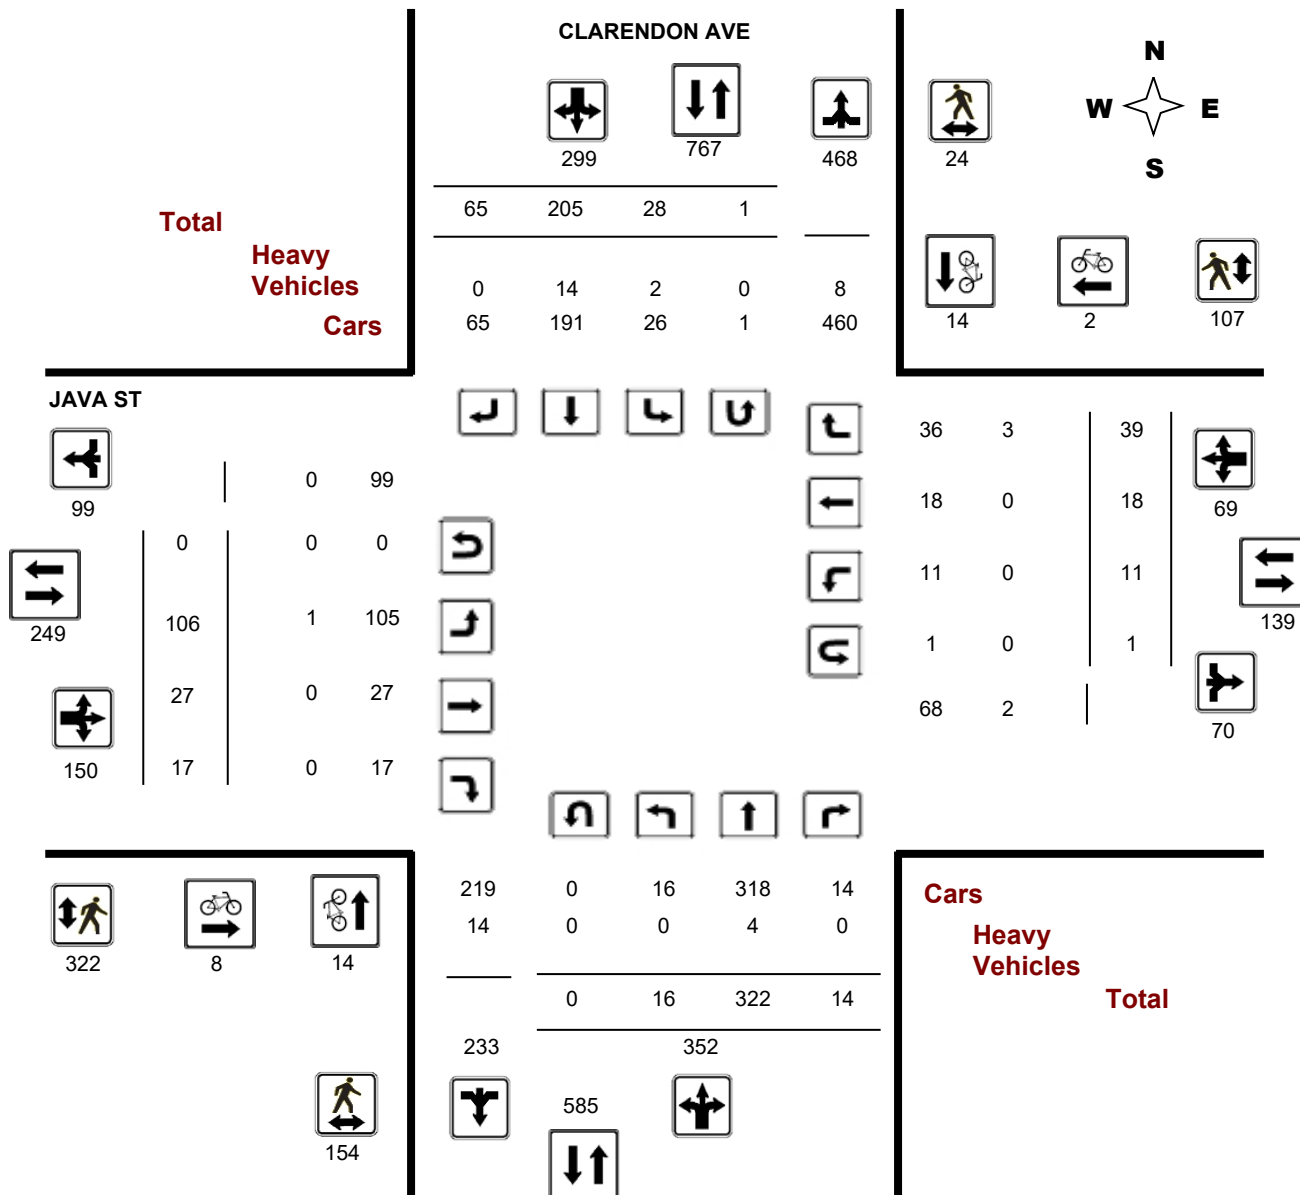 CLARENDON AVE
N
W E
S
299 767 468 24
65 205 28 1
Total
Heavy
Vehicles
0 14 2 0 8
Cars
65 191 26 1 460
14 2 107
JAVA ST
99
0 99
0 0 0
249
106 1 105
27 0 27
150
17 0 17
36 3 39
18 0 18
69
11 0 11
139
1 0 1
68 2
70
219 0 16 318 14
14 0 0 4 0
0 16 322 14
233 352
585
322 8 14
154
Cars
Heavy
Vehicles
Total